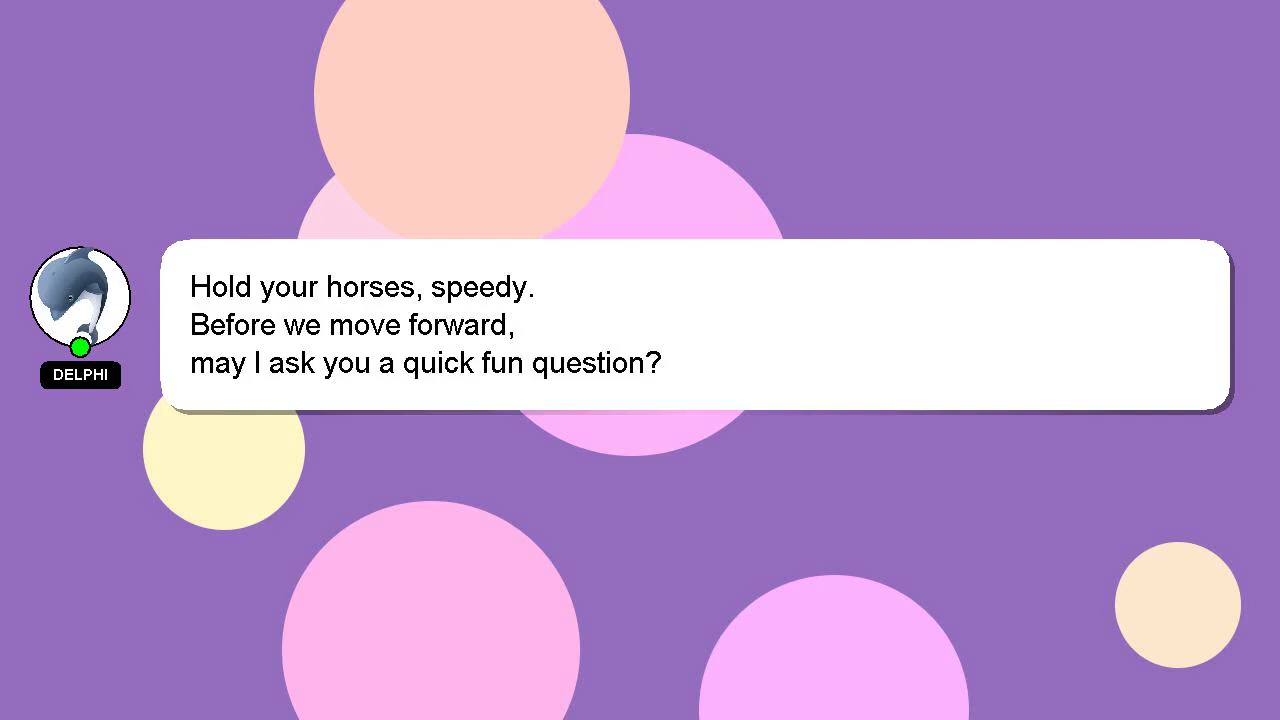 Hold your horses, speedy.
Before we move forward,
may I ask you a quick fun question?
DELPHI